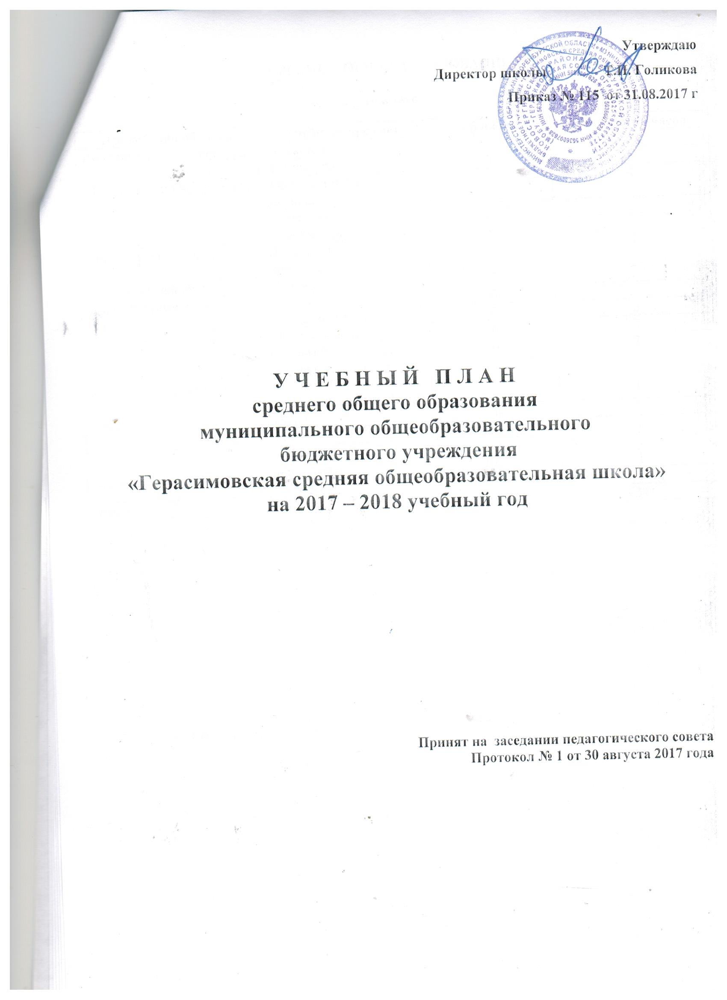 Утверждаю
Директор школы Т.И. Голикова
Приказ № 115 от 31.08.2017 г
УЧЕБНЫЙ ПЛАН
среднего общего образования
муниципального общеобразовательного
бюджетного учреждения
«Герасимовская средняя общеобразовательная школа»
на 2017 – 2018 учебный год
Принят на заседании педагогического совета
Протокол № 1 от 30 августа 2017 года